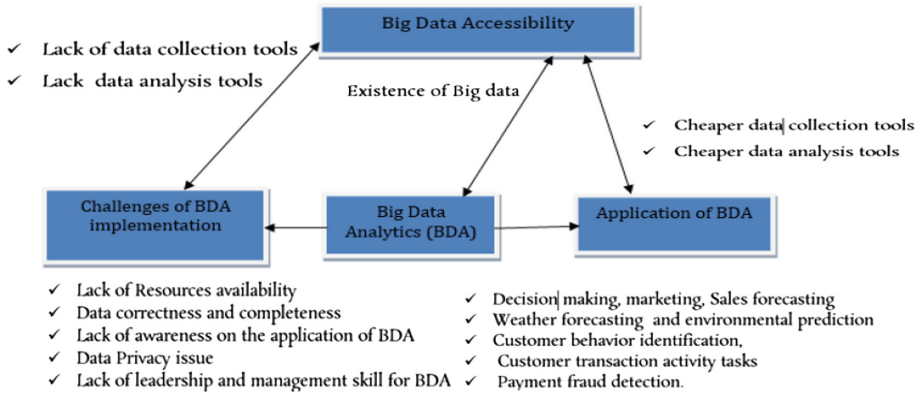 Big Data Accessibility
✓ Lack of data collection tools
✓ Lack data analysis tools
Existence of Big data
✓ Cheaper data collection tools
✓ Cheaper data analysis tools
Challenges of BDA
implementation
Big Data
Analytics (BDA)
Application of BDA
✓ Lack of Resources availability
✓ Data correctness and completeness
✓ Lack of awareness on the application of BDA
✓ Data Privacy issue
✓ Lack of leadership and management skill for BDA
✓ Decision making, marketing, Sales forecasting
✓ Weather forecasting and environmental prediction
✓ Customer behavior identification,
✓ Customer transaction activity tasks
✓ Payment fraud detection.